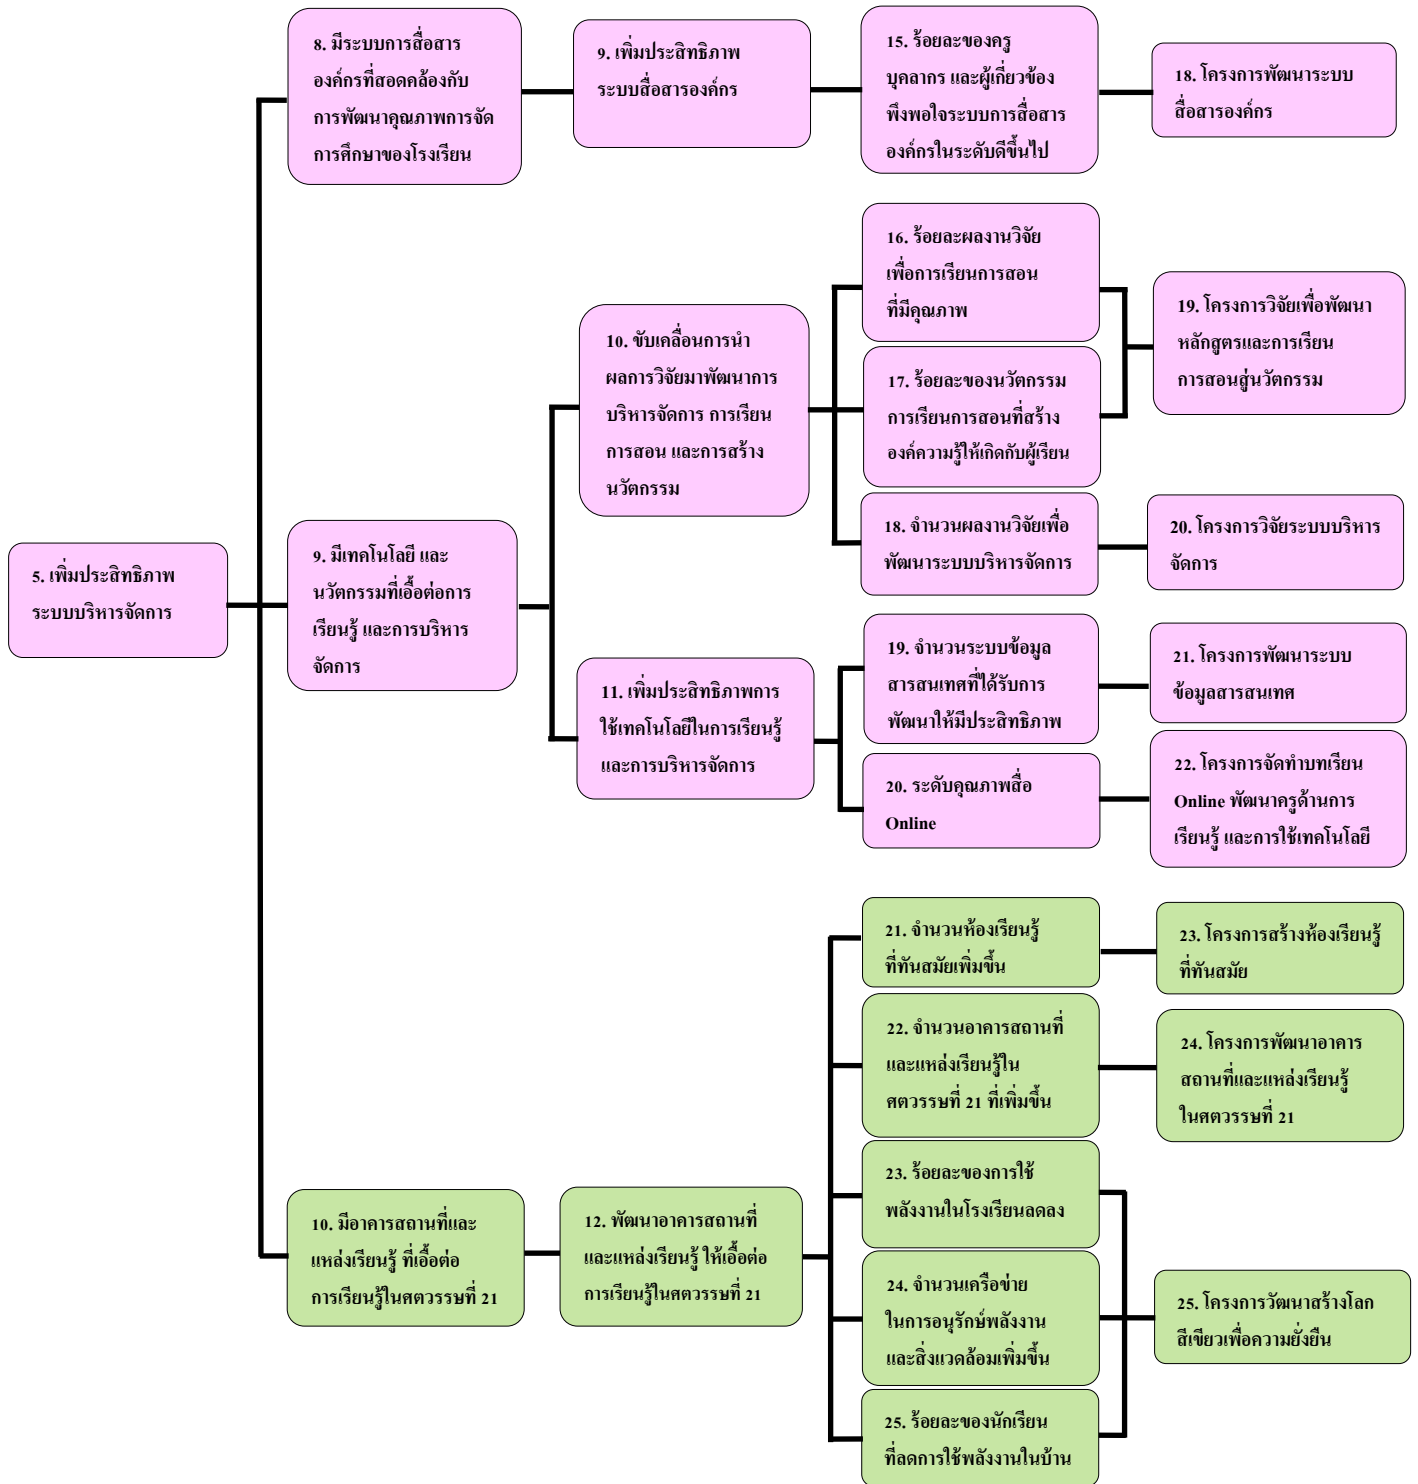 8. มีระบบการสื่อสาร
องค์กรที่สอดคล้องกับ
การพัฒนาคุณภาพการจัด
การศึกษาของโรงเรียน
9. เพิ่มประสิทธิภาพ
ระบบสื่อสารองค์กร
15. ร้อยละของครู
บุคลากร และผู้เกี่ยวข้อง
พึงพอใจระบบการสื่อสาร
องค์กรในระดับดีขึ้นไป
18. โครงการพัฒนาระบบ
สื่อสารองค์กร
16. ร้อยละผลงานวิจัย
เพื่อการเรียนการสอน
ที่มีคุณภาพ
10. ขับเคลื่อนการนำ
ผลการวิจัยมาพัฒนาการ
บริหารจัดการ การเรียน
การสอน และการสร้าง
นวัตกรรม
17. ร้อยละของนวัตกรรม
การเรียนการสอนที่สร้าง
องค์ความรู้ให้เกิดกับผู้เรียน
19. โครงการวิจัยเพื่อพัฒนา
หลักสูตรและการเรียน
การสอนสู่นวัตกรรม
18. จำนวนผลงานวิจัยเพื่อ
พัฒนาระบบบริหารจัดการ
20. โครงการวิจัยระบบบริหาร
จัดการ
5. เพิ่มประสิทธิภาพ
ระบบบริหารจัดการ
9. มีเทคโนโลยี และ
นวัตกรรมที่เอื้อต่อการ
เรียนรู้ และการบริหาร
จัดการ
11. เพิ่มประสิทธิภาพการ
ใช้เทคโนโลยีในการเรียนรู้
และการบริหารจัดการ
19. จำนวนระบบข้อมูล
สารสนเทศที่ได้รับการ
พัฒนาให้มีประสิทธิภาพ
21. โครงการพัฒนาระบบ
ข้อมูลสารสนเทศ
20. ระดับคุณภาพสื่อ
Online
22. โครงการจัดทำบทเรียน
Online พัฒนาครูด้านการ
เรียนรู้ และการใช้เทคโนโลยี
21. จำนวนห้องเรียนรู้
ที่ทันสมัยเพิ่มขึ้น
23. โครงการสร้างห้องเรียนรู้
ที่ทันสมัย
22. จำนวนอาคารสถานที่
และแหล่งเรียนรู้ใน
ศตวรรษที่ 21 ที่เพิ่มขึ้น
24. โครงการพัฒนาอาคาร
สถานที่และแหล่งเรียนรู้
ในศตวรรษที่ 21
23. ร้อยละของการใช้
พลังงานในโรงเรียนลดลง
10. มีอาคารสถานที่และ
แหล่งเรียนรู้ ที่เอื้อต่อ
การเรียนรู้ในศตวรรษที่ 21
12. พัฒนาอาคารสถานที่
และแหล่งเรียนรู้ ให้เอื้อต่อ
การเรียนรู้ในศตวรรษที่ 21
24. จำนวนเครือข่าย
ในการอนุรักษ์พลังงาน
และสิ่งแวดล้อมเพิ่มขึ้น
25. โครงการวัฒนาสร้างโลก
สีเขียวเพื่อความยั่งยืน
25. ร้อยละของนักเรียน
ที่ลดการใช้พลังงานในบ้าน